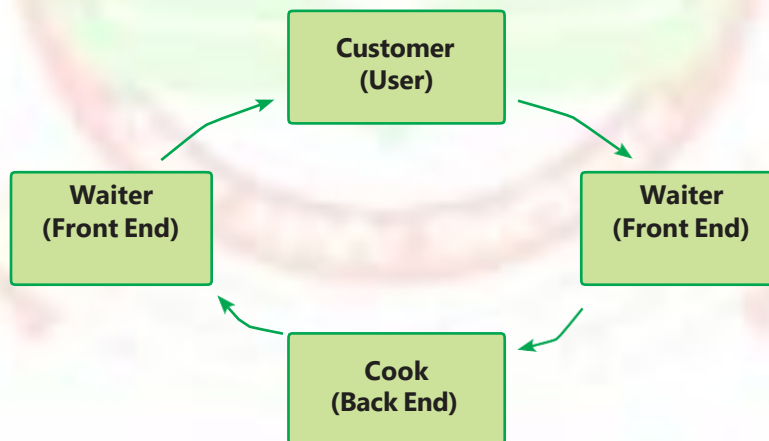 Customer
(User)
Waiter
(Front End)
Waiter
(Front End)
Cook
(Back End)